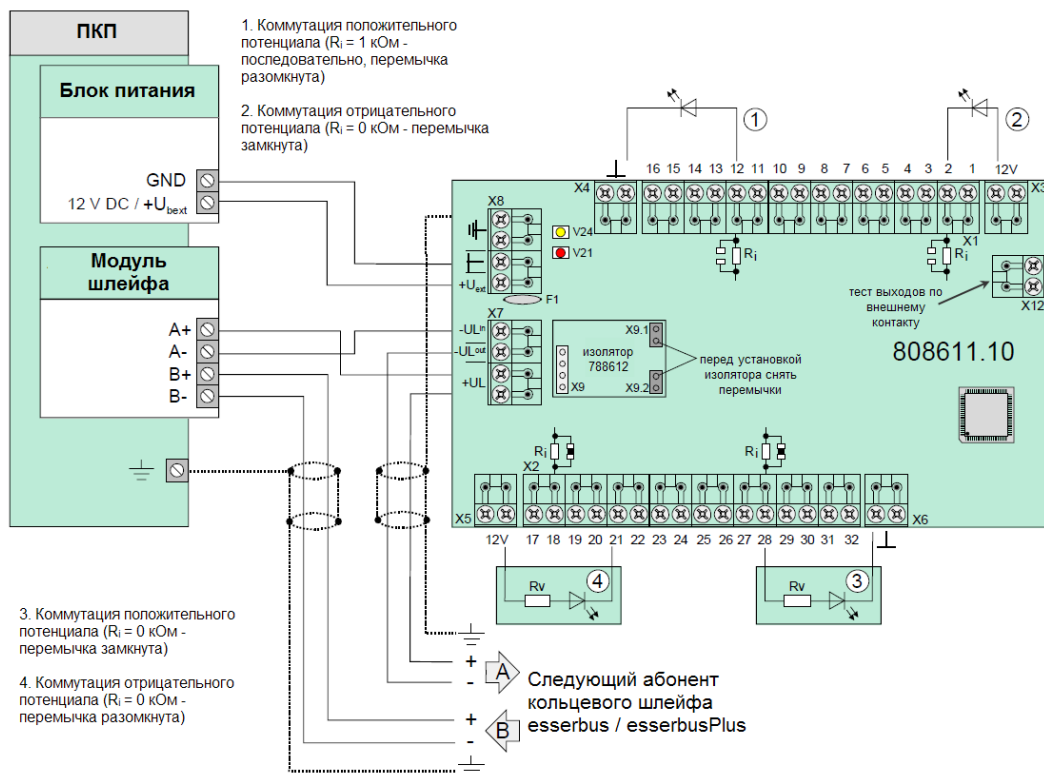 ПКП
Блок питания
GND
12 V DC / +Ubext
Модуль
шлейфа
A+
A-
B+
B-
1. Коммутация положительного
потенциала (Ri = 1 кОм -
последовательно, перемычка
разомкнута)
2. Коммутация отрицательного
потенциала (Ri = 0 кОм - перемычка
замкнута)
1
2
X4
16 15 14 13 12 11 10 9 8 7 6 5 4 3 2 1 12V
X3
X1
X8
V24
V21
Ri
Ri
+Uext
F1
X12
тест выходов по
внешнему
контакту
X7
-ULin
-ULout
+UL
X9.1
изолятор
788612
X9
X9.2
перед установкой
изолятора снять
перемычки
808611.10
Ri
Ri
X2
X5
X6
12V 17 18 19 20 21 22 23 24 25 26 27 28 29 30 31 32
Rv
4
Rv
3
3. Коммутация положительного
потенциала (Ri = 0 кОм -
перемычка замкнута)
4. Коммутация отрицательного
потенциала (Ri = 0 кОм -
перемычка разомкнута)
+
-
A
+
-
B
Следующий абонент
кольцевого шлейфа
esserbus / esserbusPlus